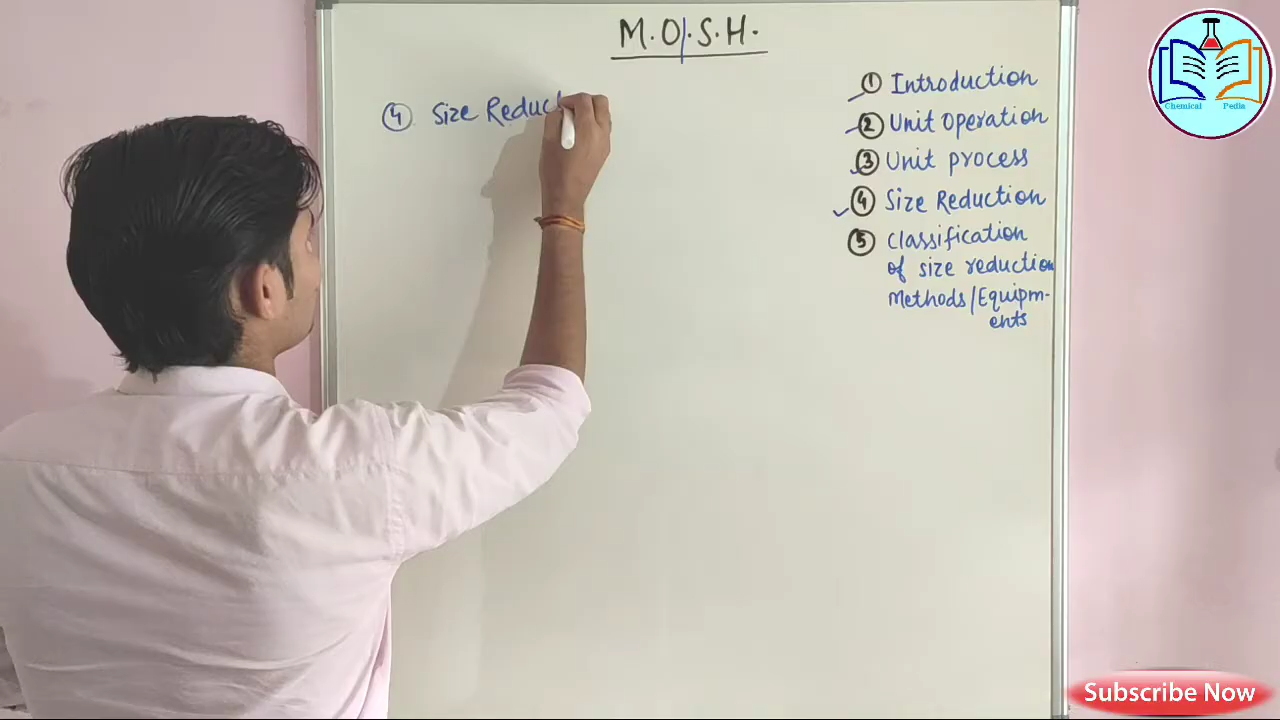 M.O.S.H.
④ Size Reduct
① Introduction
② Unit Operation
③ Unit process
④ Size Reduction
⑤ Classification
of size reduction
Methods/Equipm-
ents
Chemical Pedia
Subscribe Now